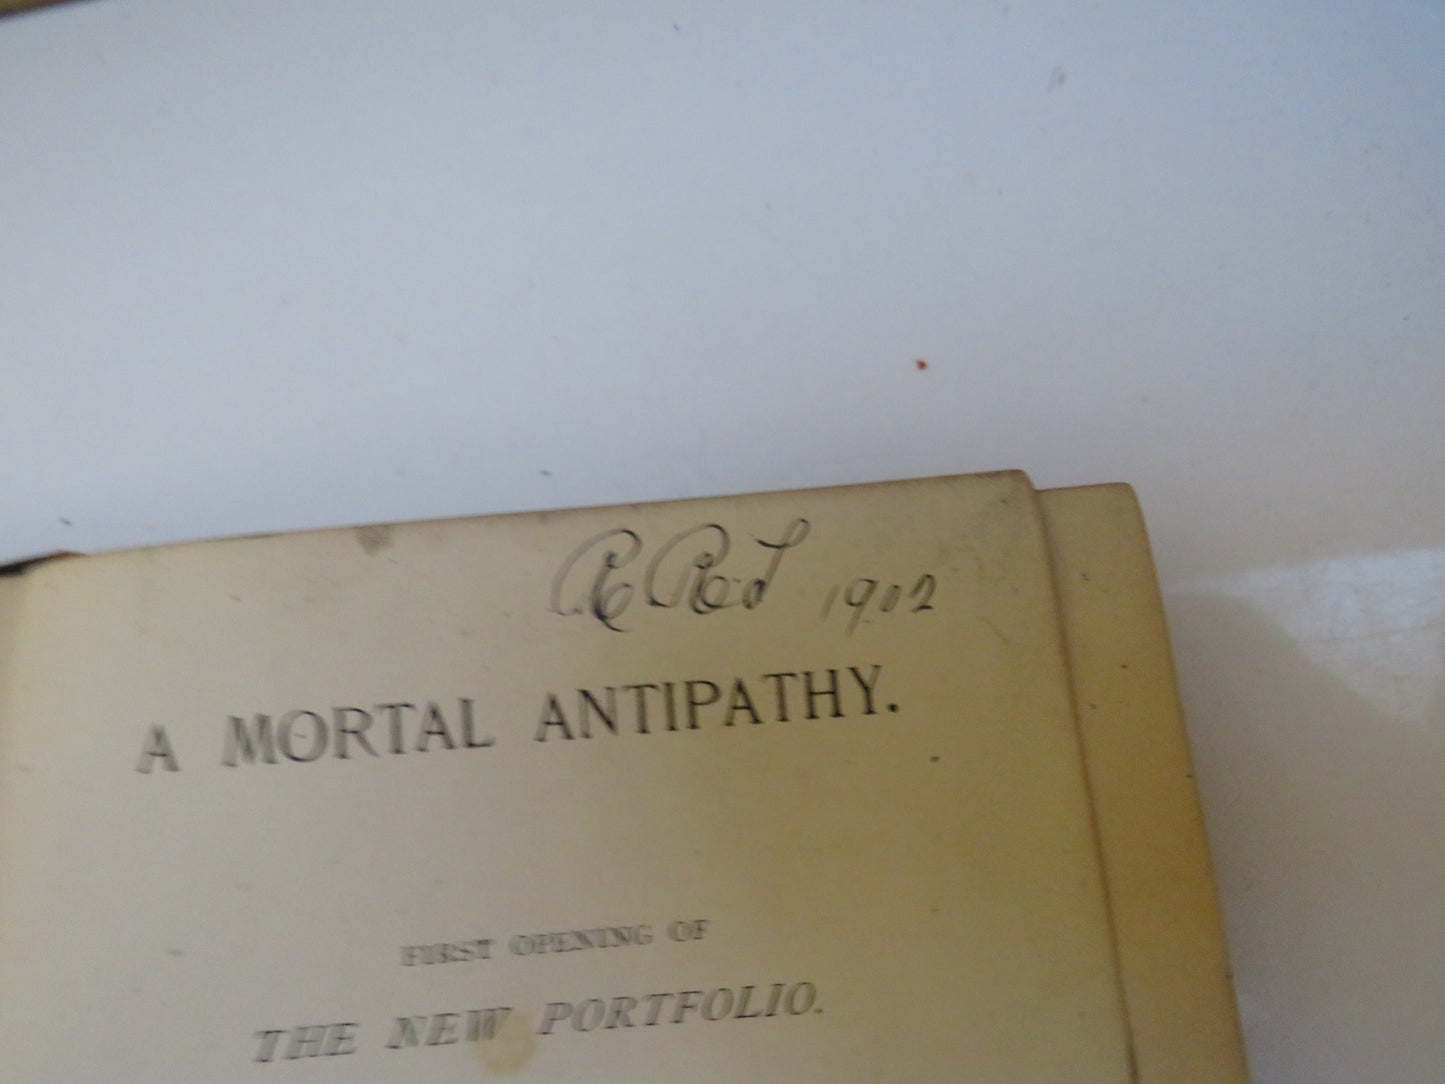 1902
A MORTAL ANTIPATHY.
FIRST OPENING OF
THE NEW PORTFOLIO.